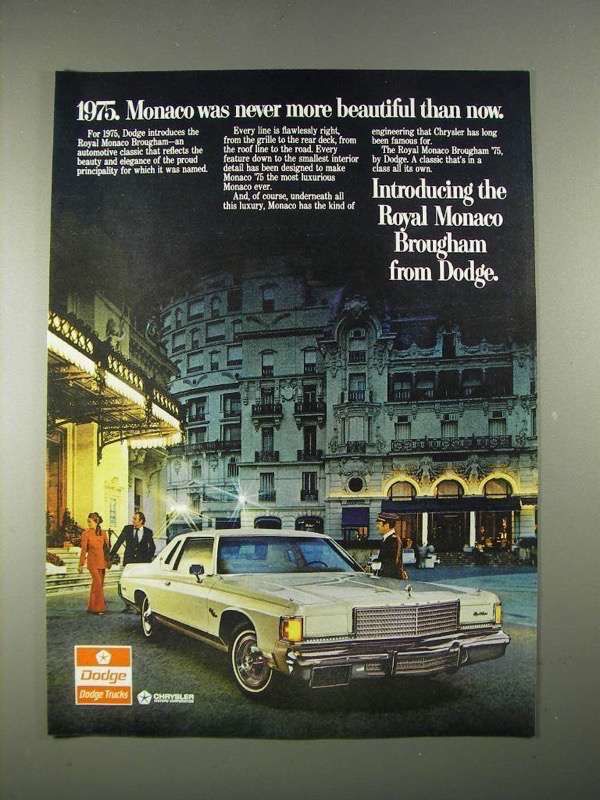 1975. Monaco was never more beautiful than now.
For 1975, Dodge introduces the
Royal Monaco Brougham—an
automotive classic that reflects the
beauty and elegance of the proud
principality for which it was named.
Every line is flawlessly right,
from the grille to the rear deck, from
the roof line to the road. Every
feature down to the smallest interior
detail has been designed to make
Monaco '75 the most luxurious
Monaco ever.
And, of course, underneath all
this luxury, Monaco has the kind of
engineering that Chrysler has long
been famous for.
The Royal Monaco Brougham '75,
by Dodge. A classic that's in a
class all its own.
Introducing the
Royal Monaco
Brougham
from Dodge.
Dodge
Dodge Trucks
CHRYSLER
MOTORS CORPORATION